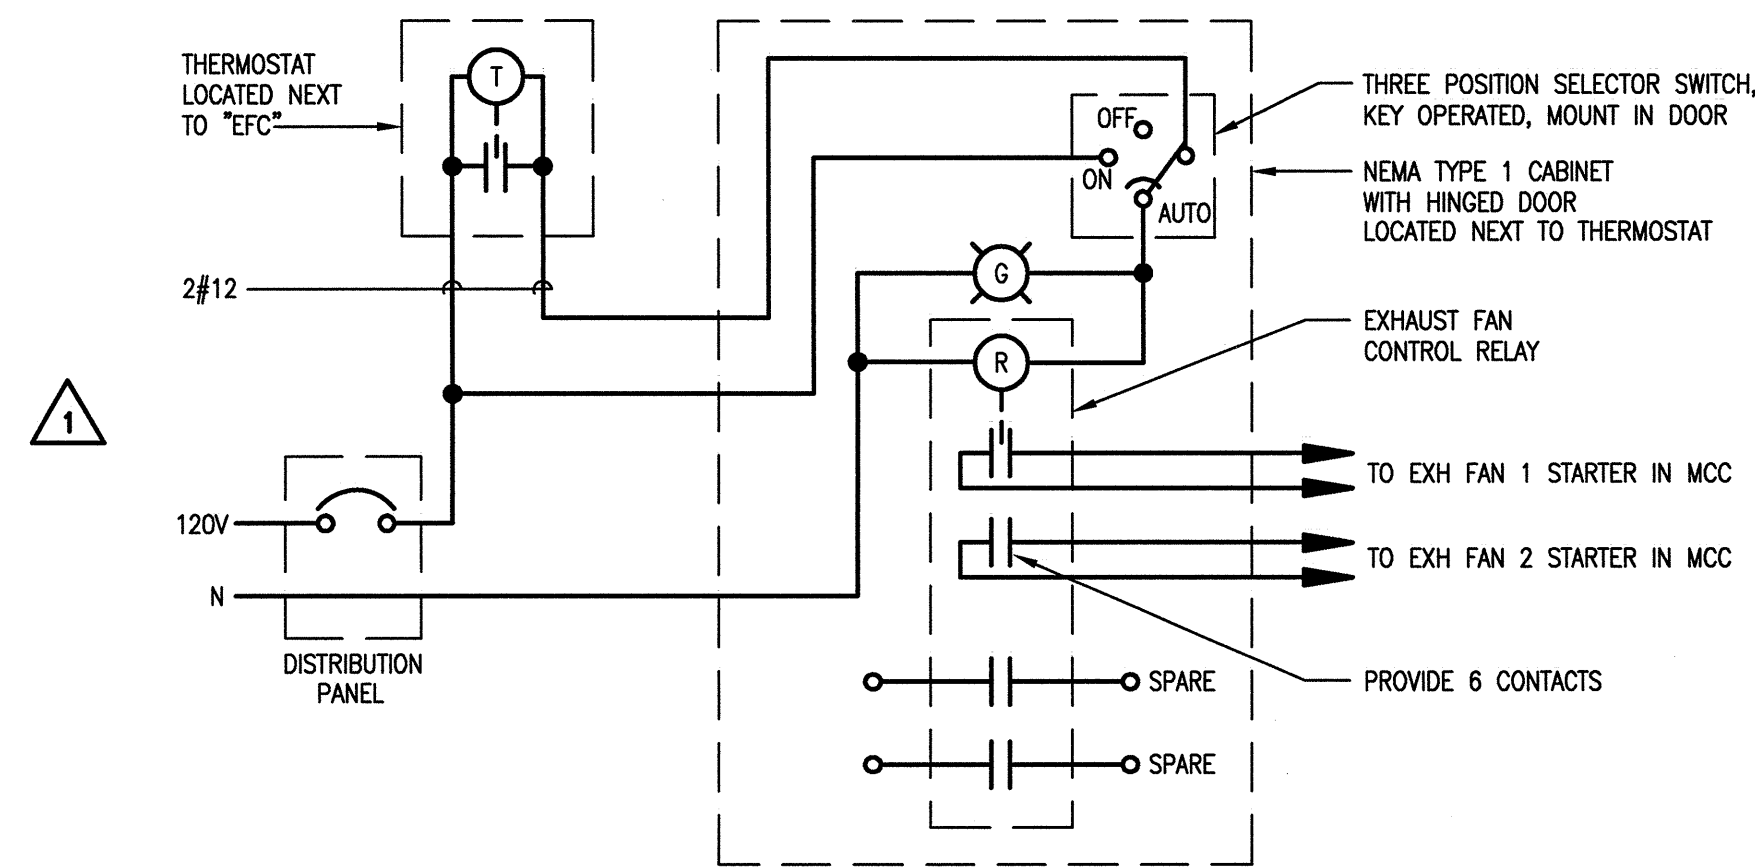 THERMOSTAT
LOCATED NEXT
TO "EFC"
T
OFF
ON
AUTO
THREE POSITION SELECTOR SWITCH,
KEY OPERATED, MOUNT IN DOOR
NEMA TYPE 1 CABINET
WITH HINGED DOOR
LOCATED NEXT TO THERMOSTAT
2#12
G
EXHAUST FAN
CONTROL RELAY
R
1
TO EXH FAN 1 STARTER IN MCC
120V
TO EXH FAN 2 STARTER IN MCC
N
DISTRIBUTION
PANEL
SPARE
PROVIDE 6 CONTACTS
SPARE